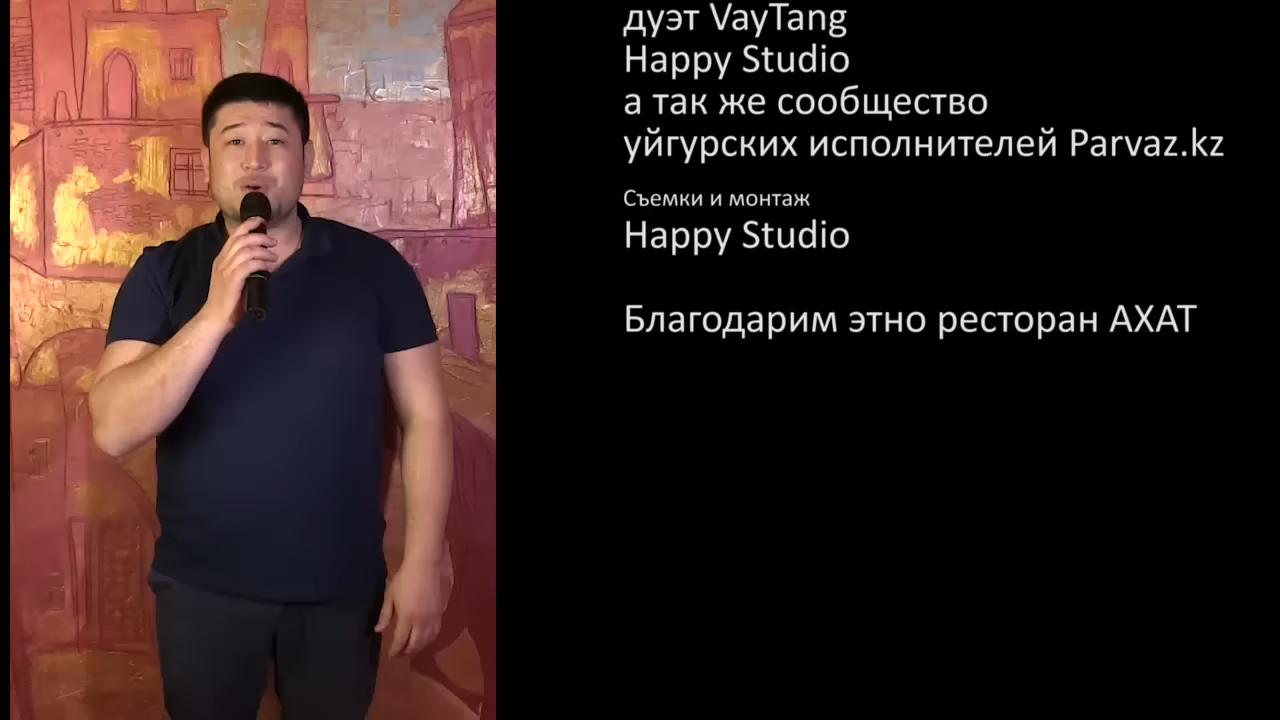 дуэт VayTang
Happy Studio
а так же сообщество
уйгурских исполнителей Parvaz.kz
Съемки и монтаж
Happy Studio
Благодарим этно ресторан АХАТ